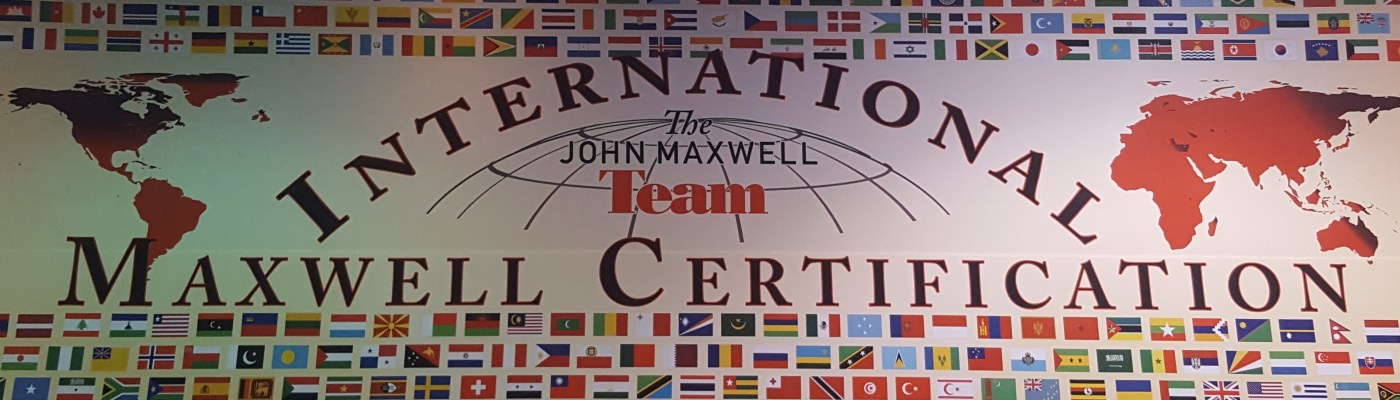 INTERNATIONAL
The
JOHN MAXWELL
Team
MAXWELL CERTIFICATION